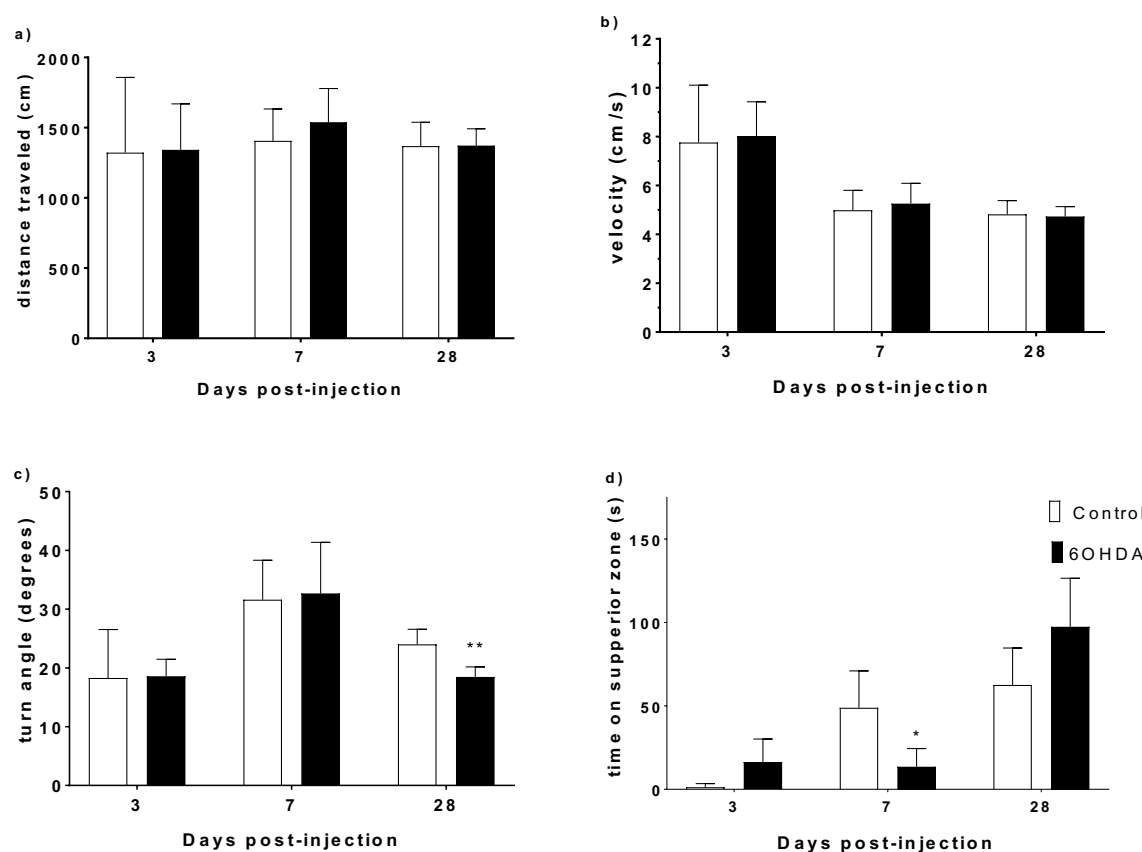 a)
distance traveled (cm)
2000
1500
1000
500
0
3 7 28
Days post-injection
b)
velocity (cm/s)
12
10
8
6
4
2
0
3 7 28
Days post-injection
c)
turn angle (degrees)
50
40
30
20
10
0
**
3 7 28
Days post-injection
d)
time on supperior zone (s)
150
100
50
0
*
Control
6OHDA
3 7 28
Days post-injection